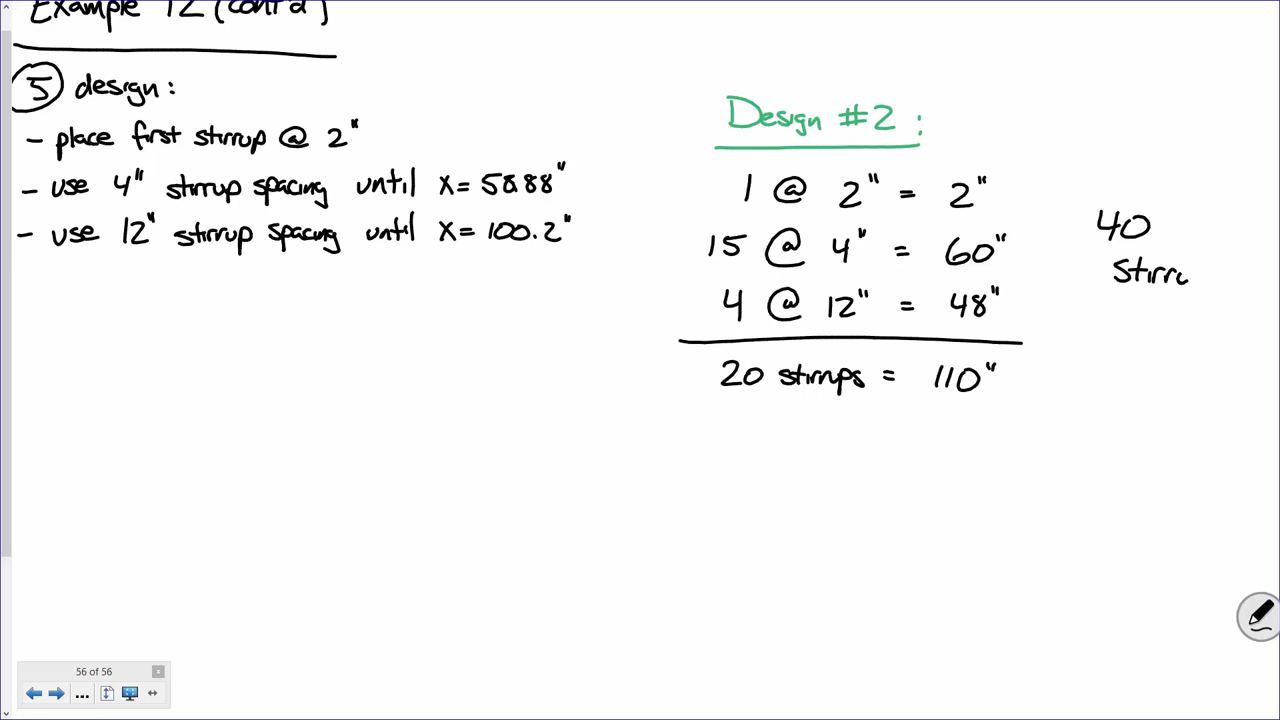 Example 12 (cont'd)
5 design:
- place first stirrup @ 2"
- use 4" stirrup spacing until x = 58.88"
- use 12" stirrup spacing until x = 100.2"
Design #2:
1 @ 2" = 2"
15 @ 4" = 60"
4 @ 12" = 48"
20 stirrups = 110"
40
Stirrc
56 of 56